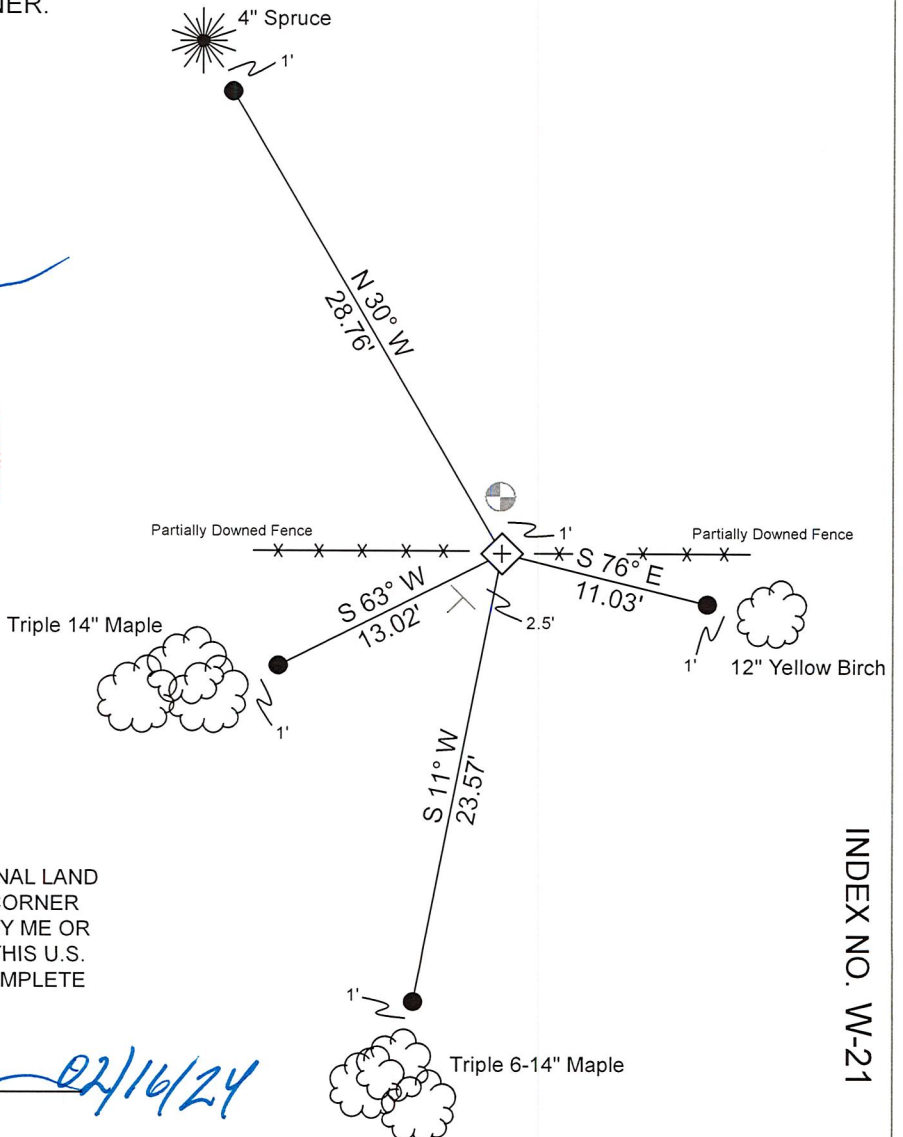 NER.
4" Spruce
1'
N 30° W
28.76'
Partially Downed Fence
1'
Partially Downed Fence
S 76° E
11.03'
S 63° W
13.02'
2.5'
Triple 14" Maple
1'
12" Yellow Birch
1'
S 11° W
23.57'
INDEX NO. W-21
NAL LAND
CORNER
Y ME OR
THIS U.S.
MPLETE
1'
Triple 6-14" Maple
02/16/24